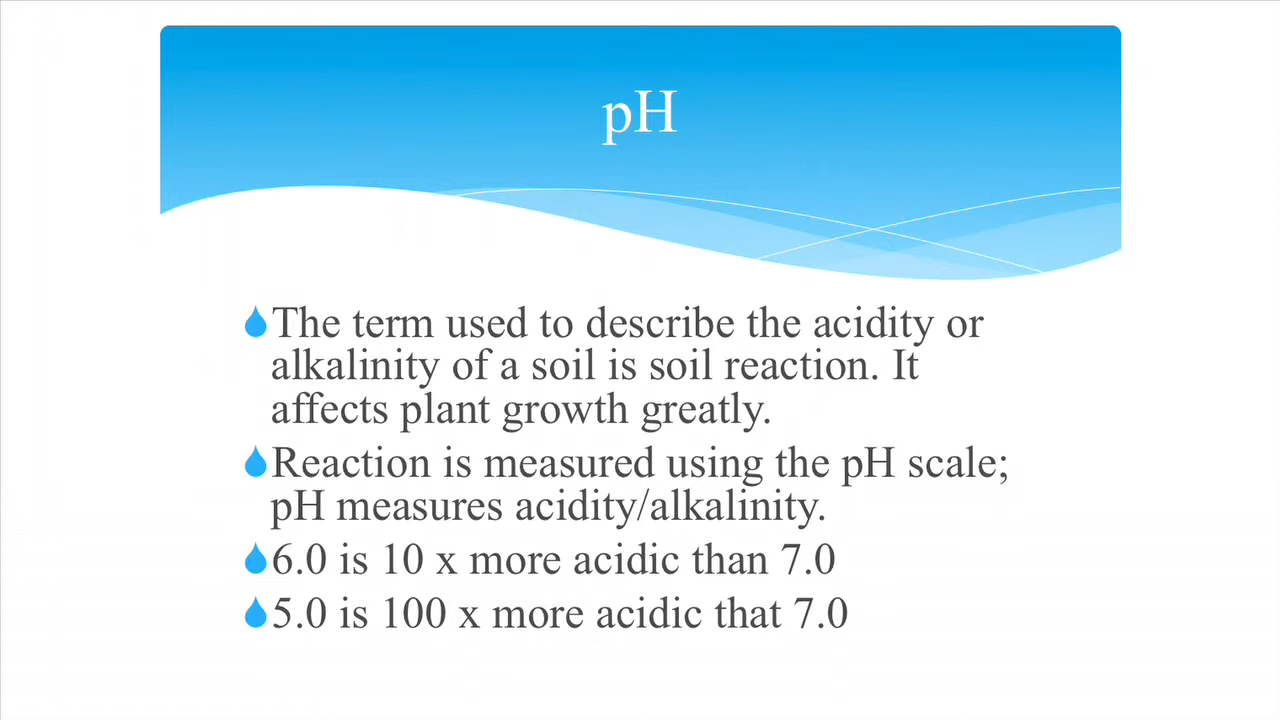 pH
The term used to describe the acidity or
alkalinity of a soil is soil reaction. It
affects plant growth greatly.
Reaction is measured using the pH scale;
pH measures acidity/alkalinity.
6.0 is 10 x more acidic than 7.0
5.0 is 100 x more acidic that 7.0